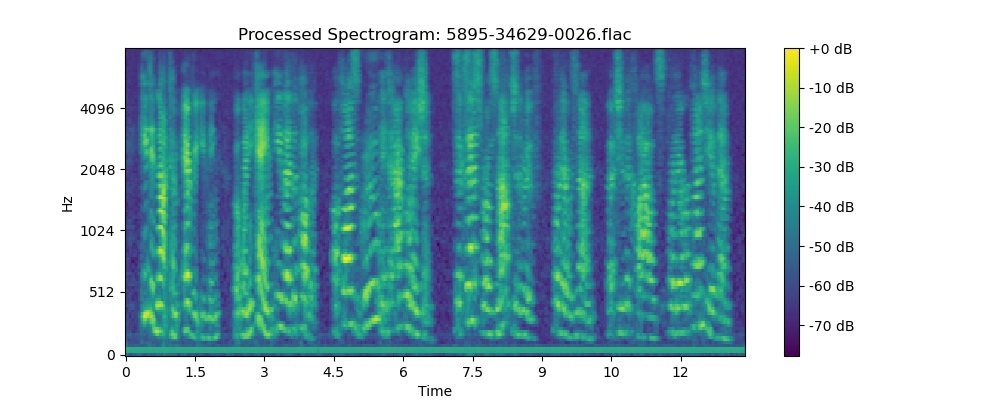 Processed Spectrogram: 5895-34629-0026.flac
Hz
4096
2048
1024
512
0
0 1.5 3 4.5 6 7.5 9 10 12
Time
+0 dB
-10 dB
-20 dB
-30 dB
-40 dB
-50 dB
-60 dB
-70 dB